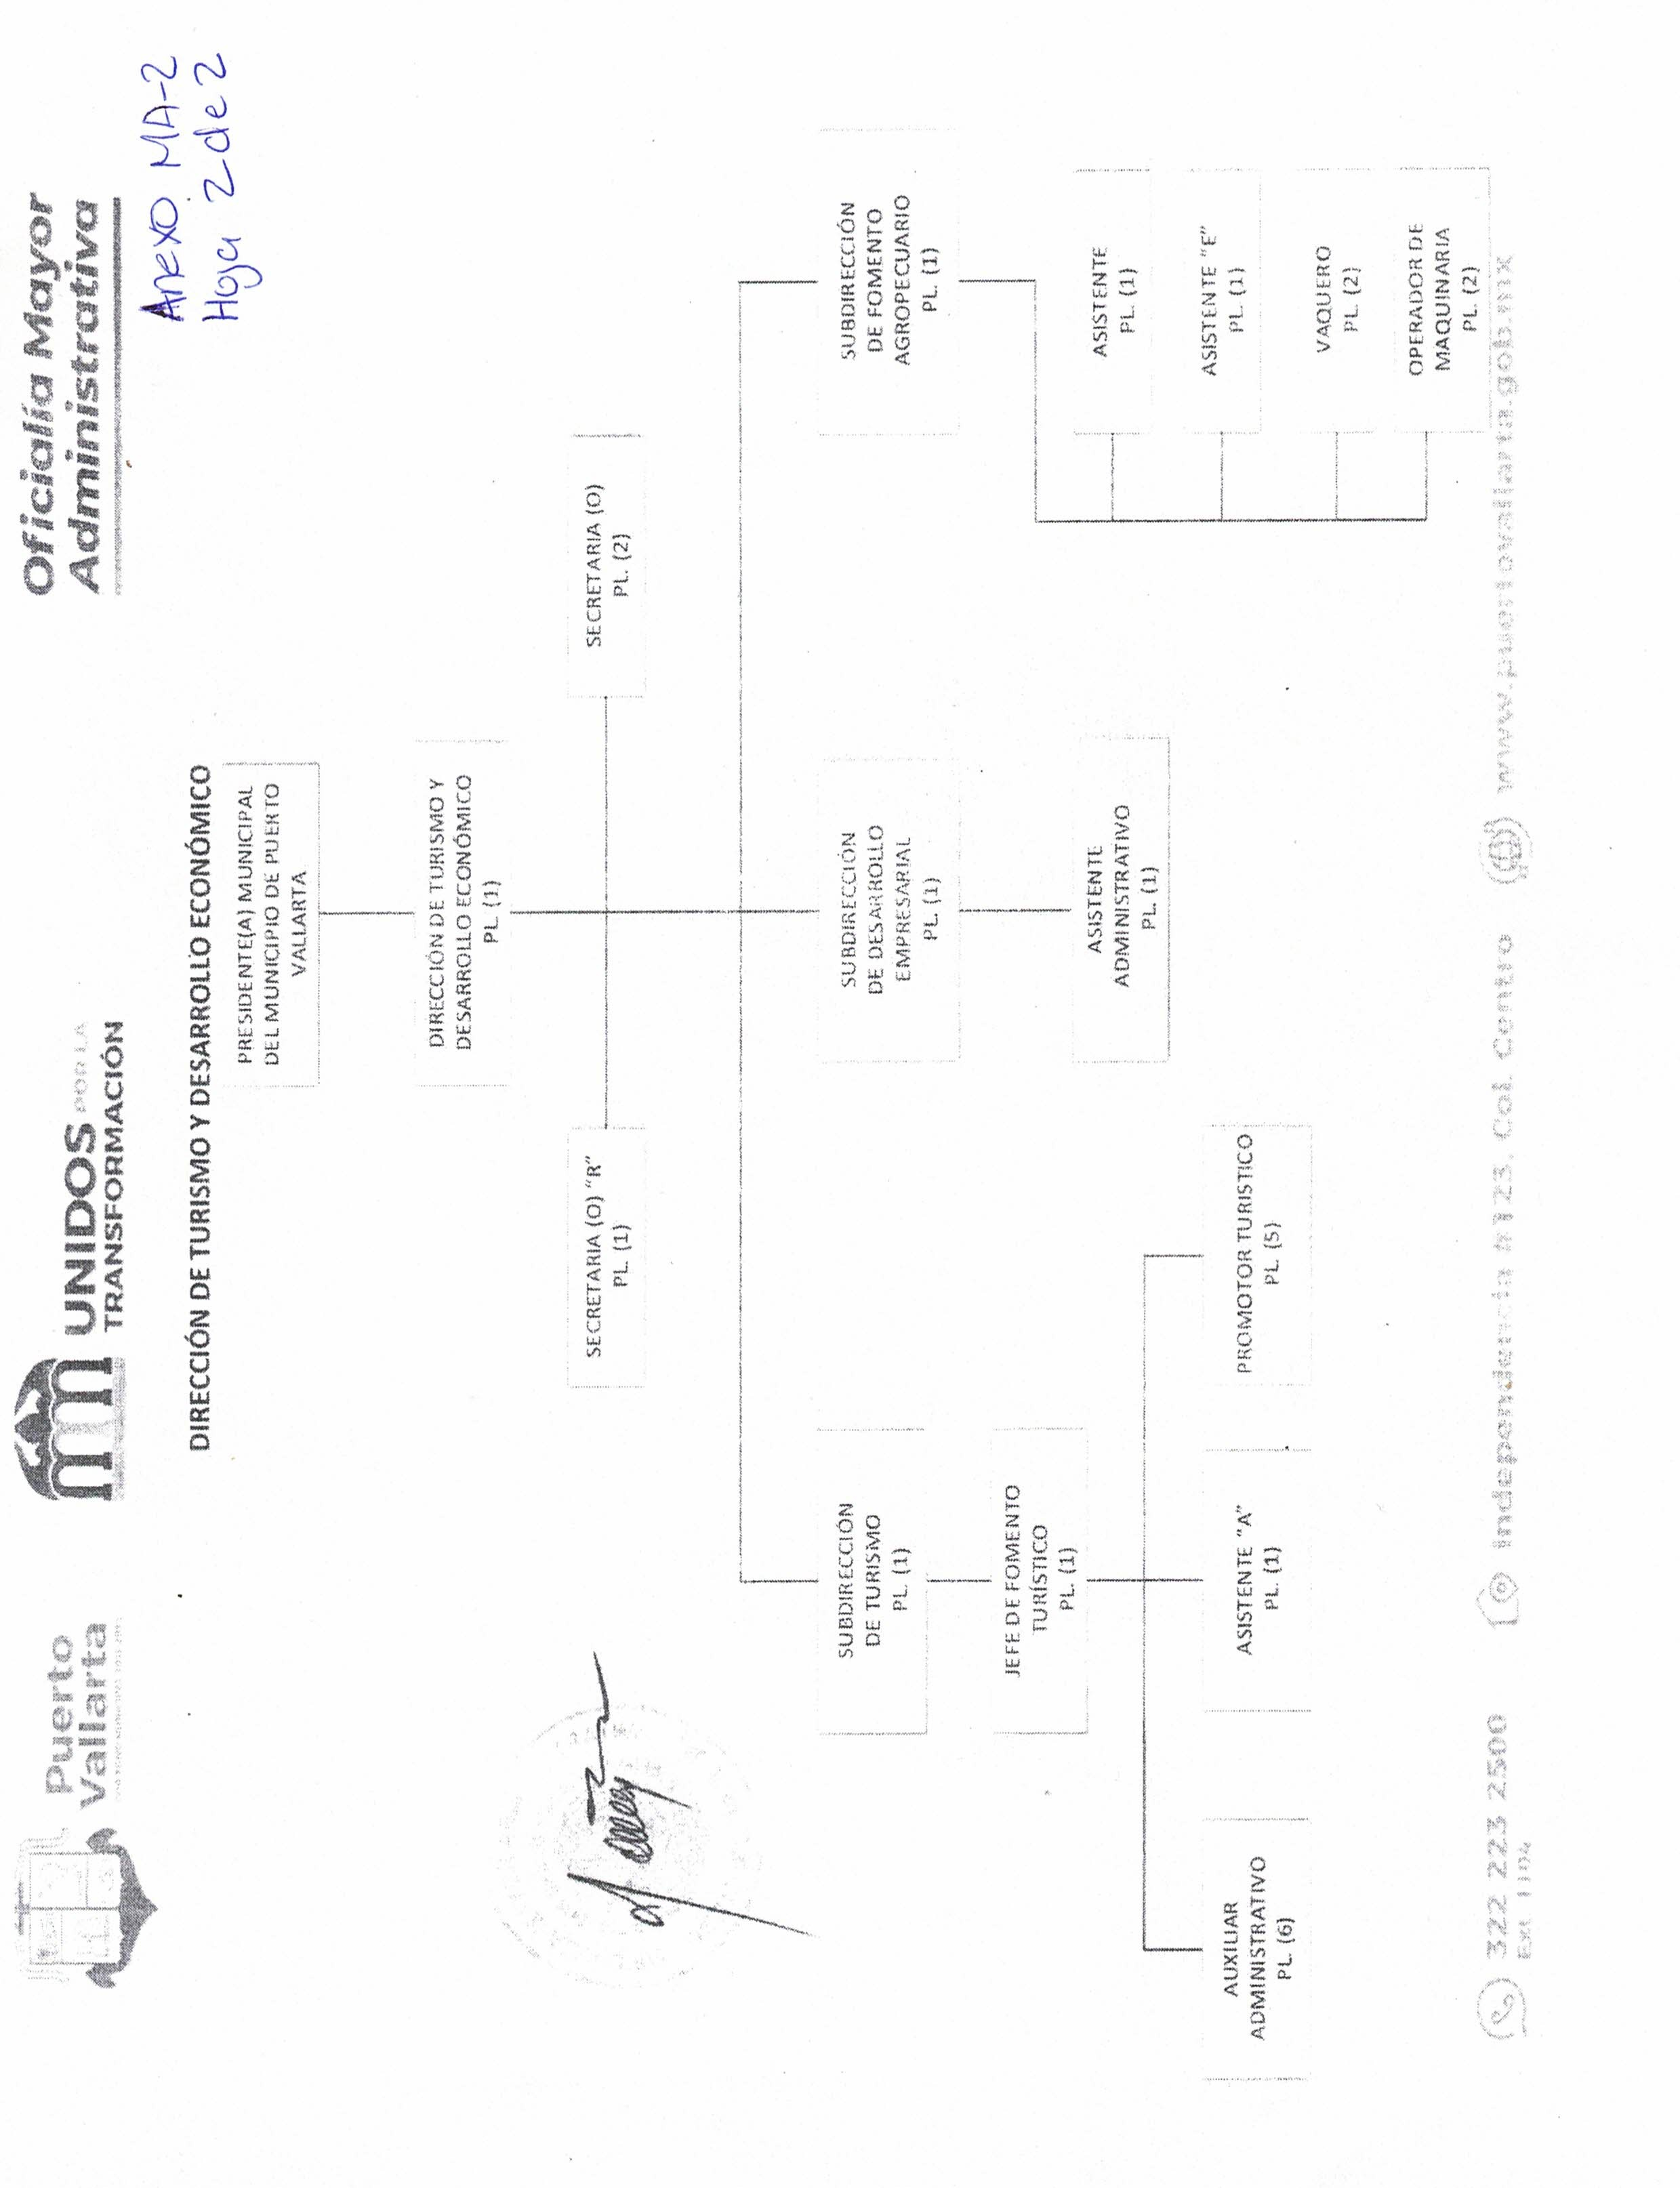 Puerto
Vallarta
UNIDOS POR LA
TRANSFORMACIÓN
Oficialía Mayor
Administrativa
Anexo MA-2
Hoja 2 de 2
DIRECCIÓN DE TURISMO Y DESARROLLO ECONÓMICO
PRESIDENTE(A) MUNICIPAL
DEL MUNICIPIO DE PUERTO
VALLARTA
DIRECCIÓN DE TURISMO Y
DESARROLLO ECONÓMICO
PL. (1)
SECRETARIA (O) "R"
PL. (1)
SECRETARIA (O)
PL. (2)
SUBDIRECCIÓN
DE TURISMO
PL. (1)
SUBDIRECCIÓN
DE DESARROLLO
EMPRESARIAL
PL. (1)
SUBDIRECCIÓN
DE FOMENTO
AGROPECUARIO
PL. (1)
JEFE DE FOMENTO
TURÍSTICO
PL. (1)
ASISTENTE
ADMINISTRATIVO
PL. (1)
ASISTENTE
PL. (1)
ASISTENTE "E"
PL. (1)
VAQUERO
PL. (2)
OPERADOR DE
MAQUINARIA
PL. (2)
AUXILIAR
ADMINISTRATIVO
PL. (6)
ASISTENTE "A"
PL. (1)
PROMOTOR TURISTICO
PL. (5)
322 223 2500
Ext. 1104
Independencia #123, Col. Centro
www.puertovallarta.gob.mx